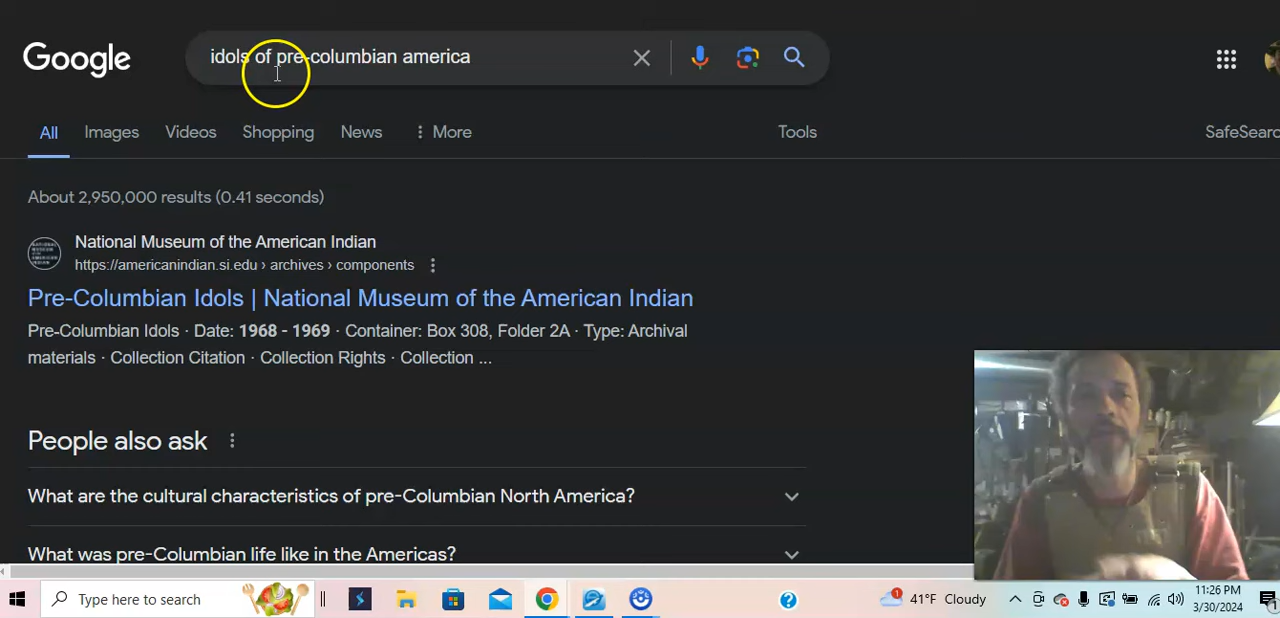 Google
idols of pre-columbian america
All Images Videos Shopping News More Tools SafeSearc
About 2,950,000 results (0.41 seconds)
National Museum of the American Indian
https://americanindian.si.edu › archives › components
Pre-Columbian Idols | National Museum of the American Indian
Pre-Columbian Idols · Date: 1968 - 1969 · Container: Box 308, Folder 2A · Type: Archival
materials · Collection Citation · Collection Rights · Collection ...
People also ask
What are the cultural characteristics of pre-Columbian North America?
What was pre-Columbian life like in the Americas?
Type here to search
1
41°F Cloudy
11:26 PM
3/30/2024
1